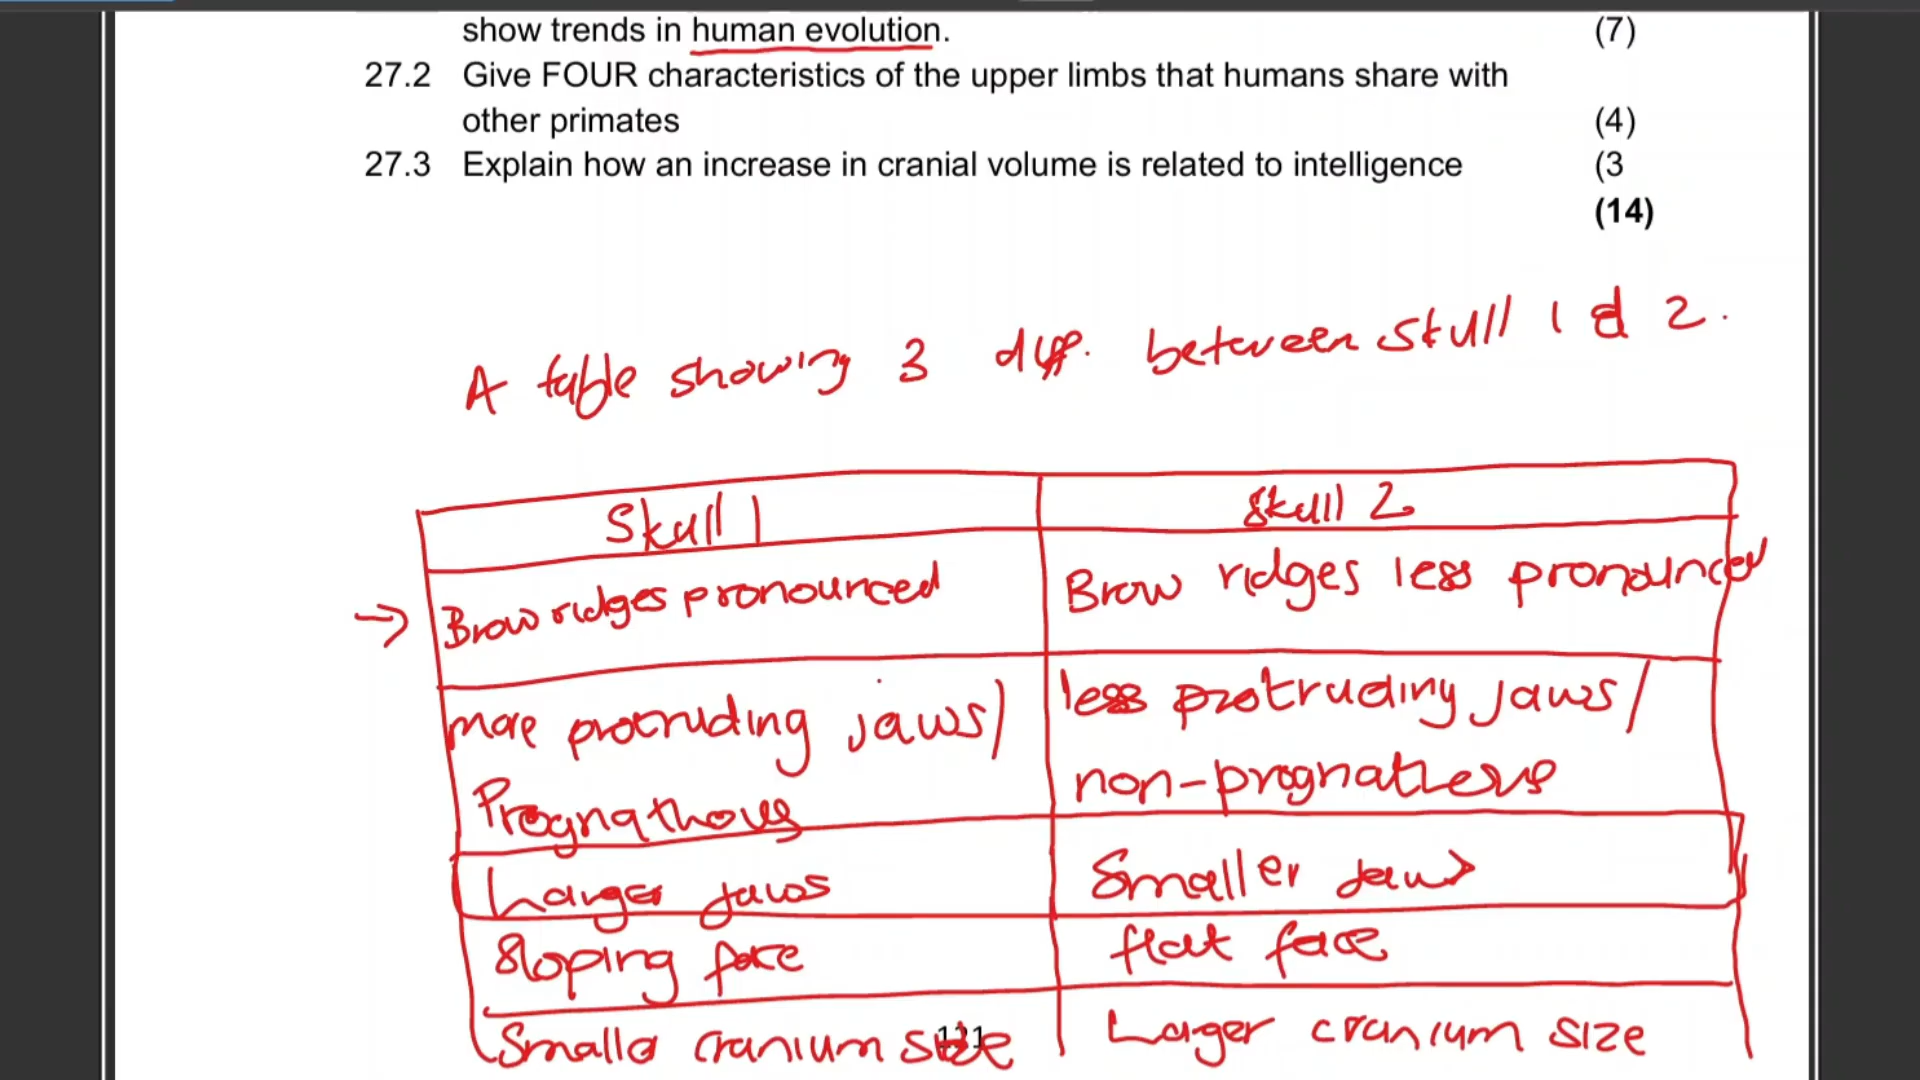 show trends in human evolution. (7)
27.2 Give FOUR characteristics of the upper limbs that humans share with
other primates (4)
27.3 Explain how an increase in cranial volume is related to intelligence (3
(14)
A table showing 3 diff. between skull 1 & 2.
Skull 1 Skull 2
→ Brow ridges pronounced Brow ridges less pronounced
more protruding jaws/ less protruding jaws/
Prognathous non-prognathous
Larger jaws Smaller jaws
Sloping face flat face
Smaller cranium size Larger cranium size
121